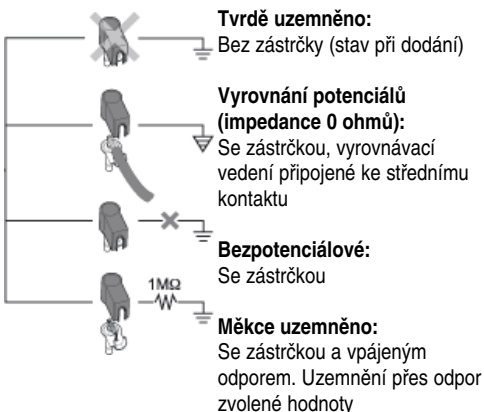 Tvrdě uzemněno:
Bez zástrčky (stav při dodání)
Vyrovnání potenciálů
(impedance 0 ohmů):
Se zástrčkou, vyrovnávací
vedení připojené ke střednímu
kontaktu
Bezpotenciálové:
Se zástrčkou
1MΩ
Měkce uzemněno:
Se zástrčkou a vpájeným
odporem. Uzemnění přes odpor
zvolené hodnoty